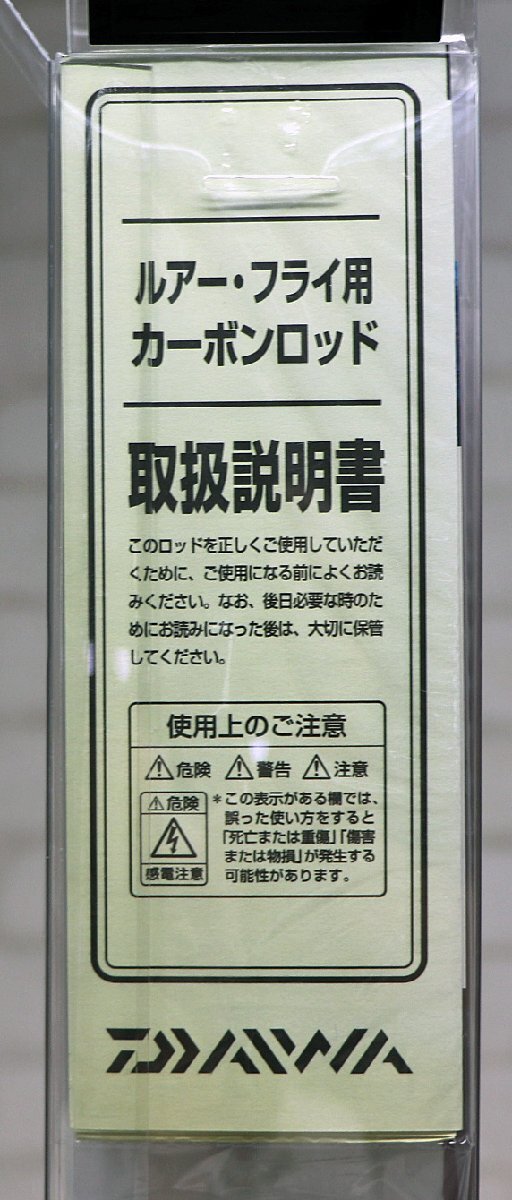 ルアー・フライ用
カーボンロッド
取扱説明書
このロッドを正しくご使用していただ
くために、ご使用になる前によくお読
みください。なお、後日必要な時のた
めにお読みになった後は、大切に保管
してください。
使用上のご注意
⚠危険 ⚠警告 ⚠注意
⚠危険
感電注意
＊この表示がある欄では、
誤った使い方をすると
「死亡または重傷」「傷害
または物損」が発生する
可能性があります。
DAIWA